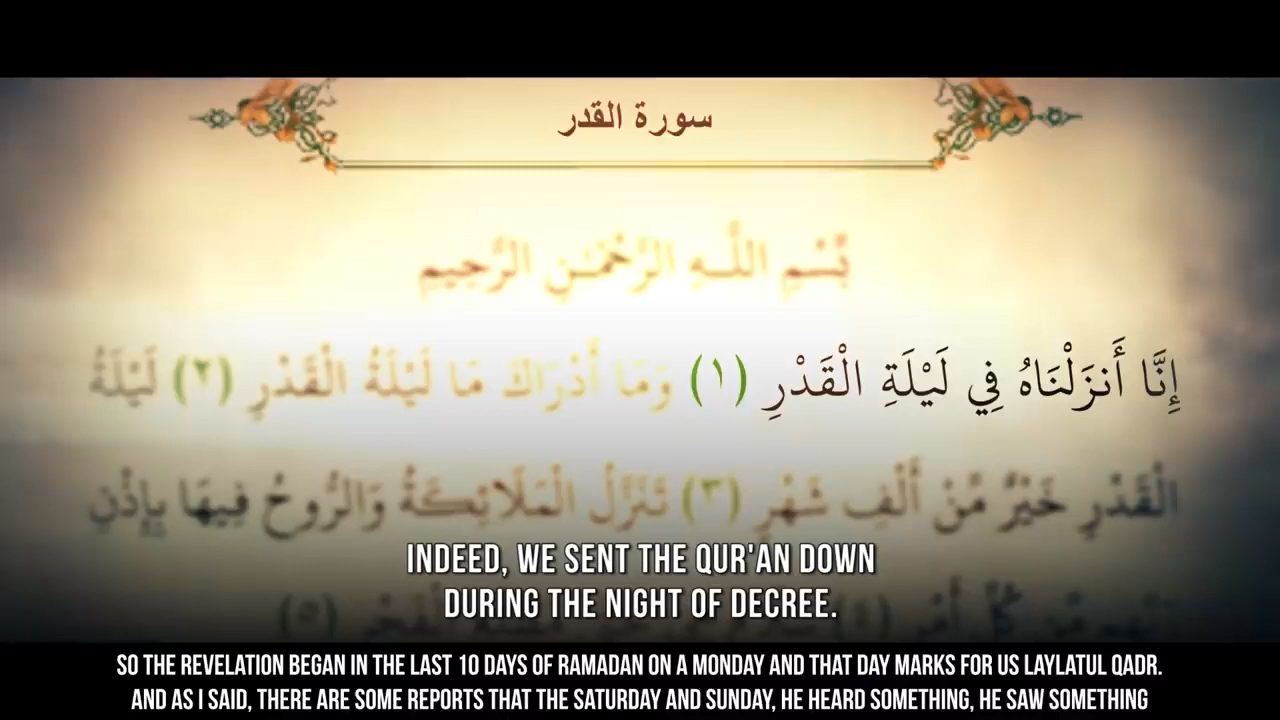 سورة القدر
بِّسْمِ اللَّـهِ الرَّحْمَـٰنِ الرَّحِيمِ
إِنَّا أَنزَلْنَاهُ فِي لَيْلَةِ الْقَدْرِ (١) وَمَا أَدْرَاكَ مَا لَيْلَةُ الْقَدْرِ (٢) لَيْلَةُ
الْقَدْرِ خَيْرٌ مِّنْ أَلْفِ شَهْرٍ (٣) تَنَزَّلُ الْمَلَائِكَةُ وَالرُّوحُ فِيهَا بِإِذْنِ
INDEED, WE SENT THE QUR'AN DOWN
DURING THE NIGHT OF DECREE.
SO THE REVELATION BEGAN IN THE LAST 10 DAYS OF RAMADAN ON A MONDAY AND THAT DAY MARKS FOR US LAYLATUL QADR.
AND AS I SAID, THERE ARE SOME REPORTS THAT THE SATURDAY AND SUNDAY, HE HEARD SOMETHING, HE SAW SOMETHING